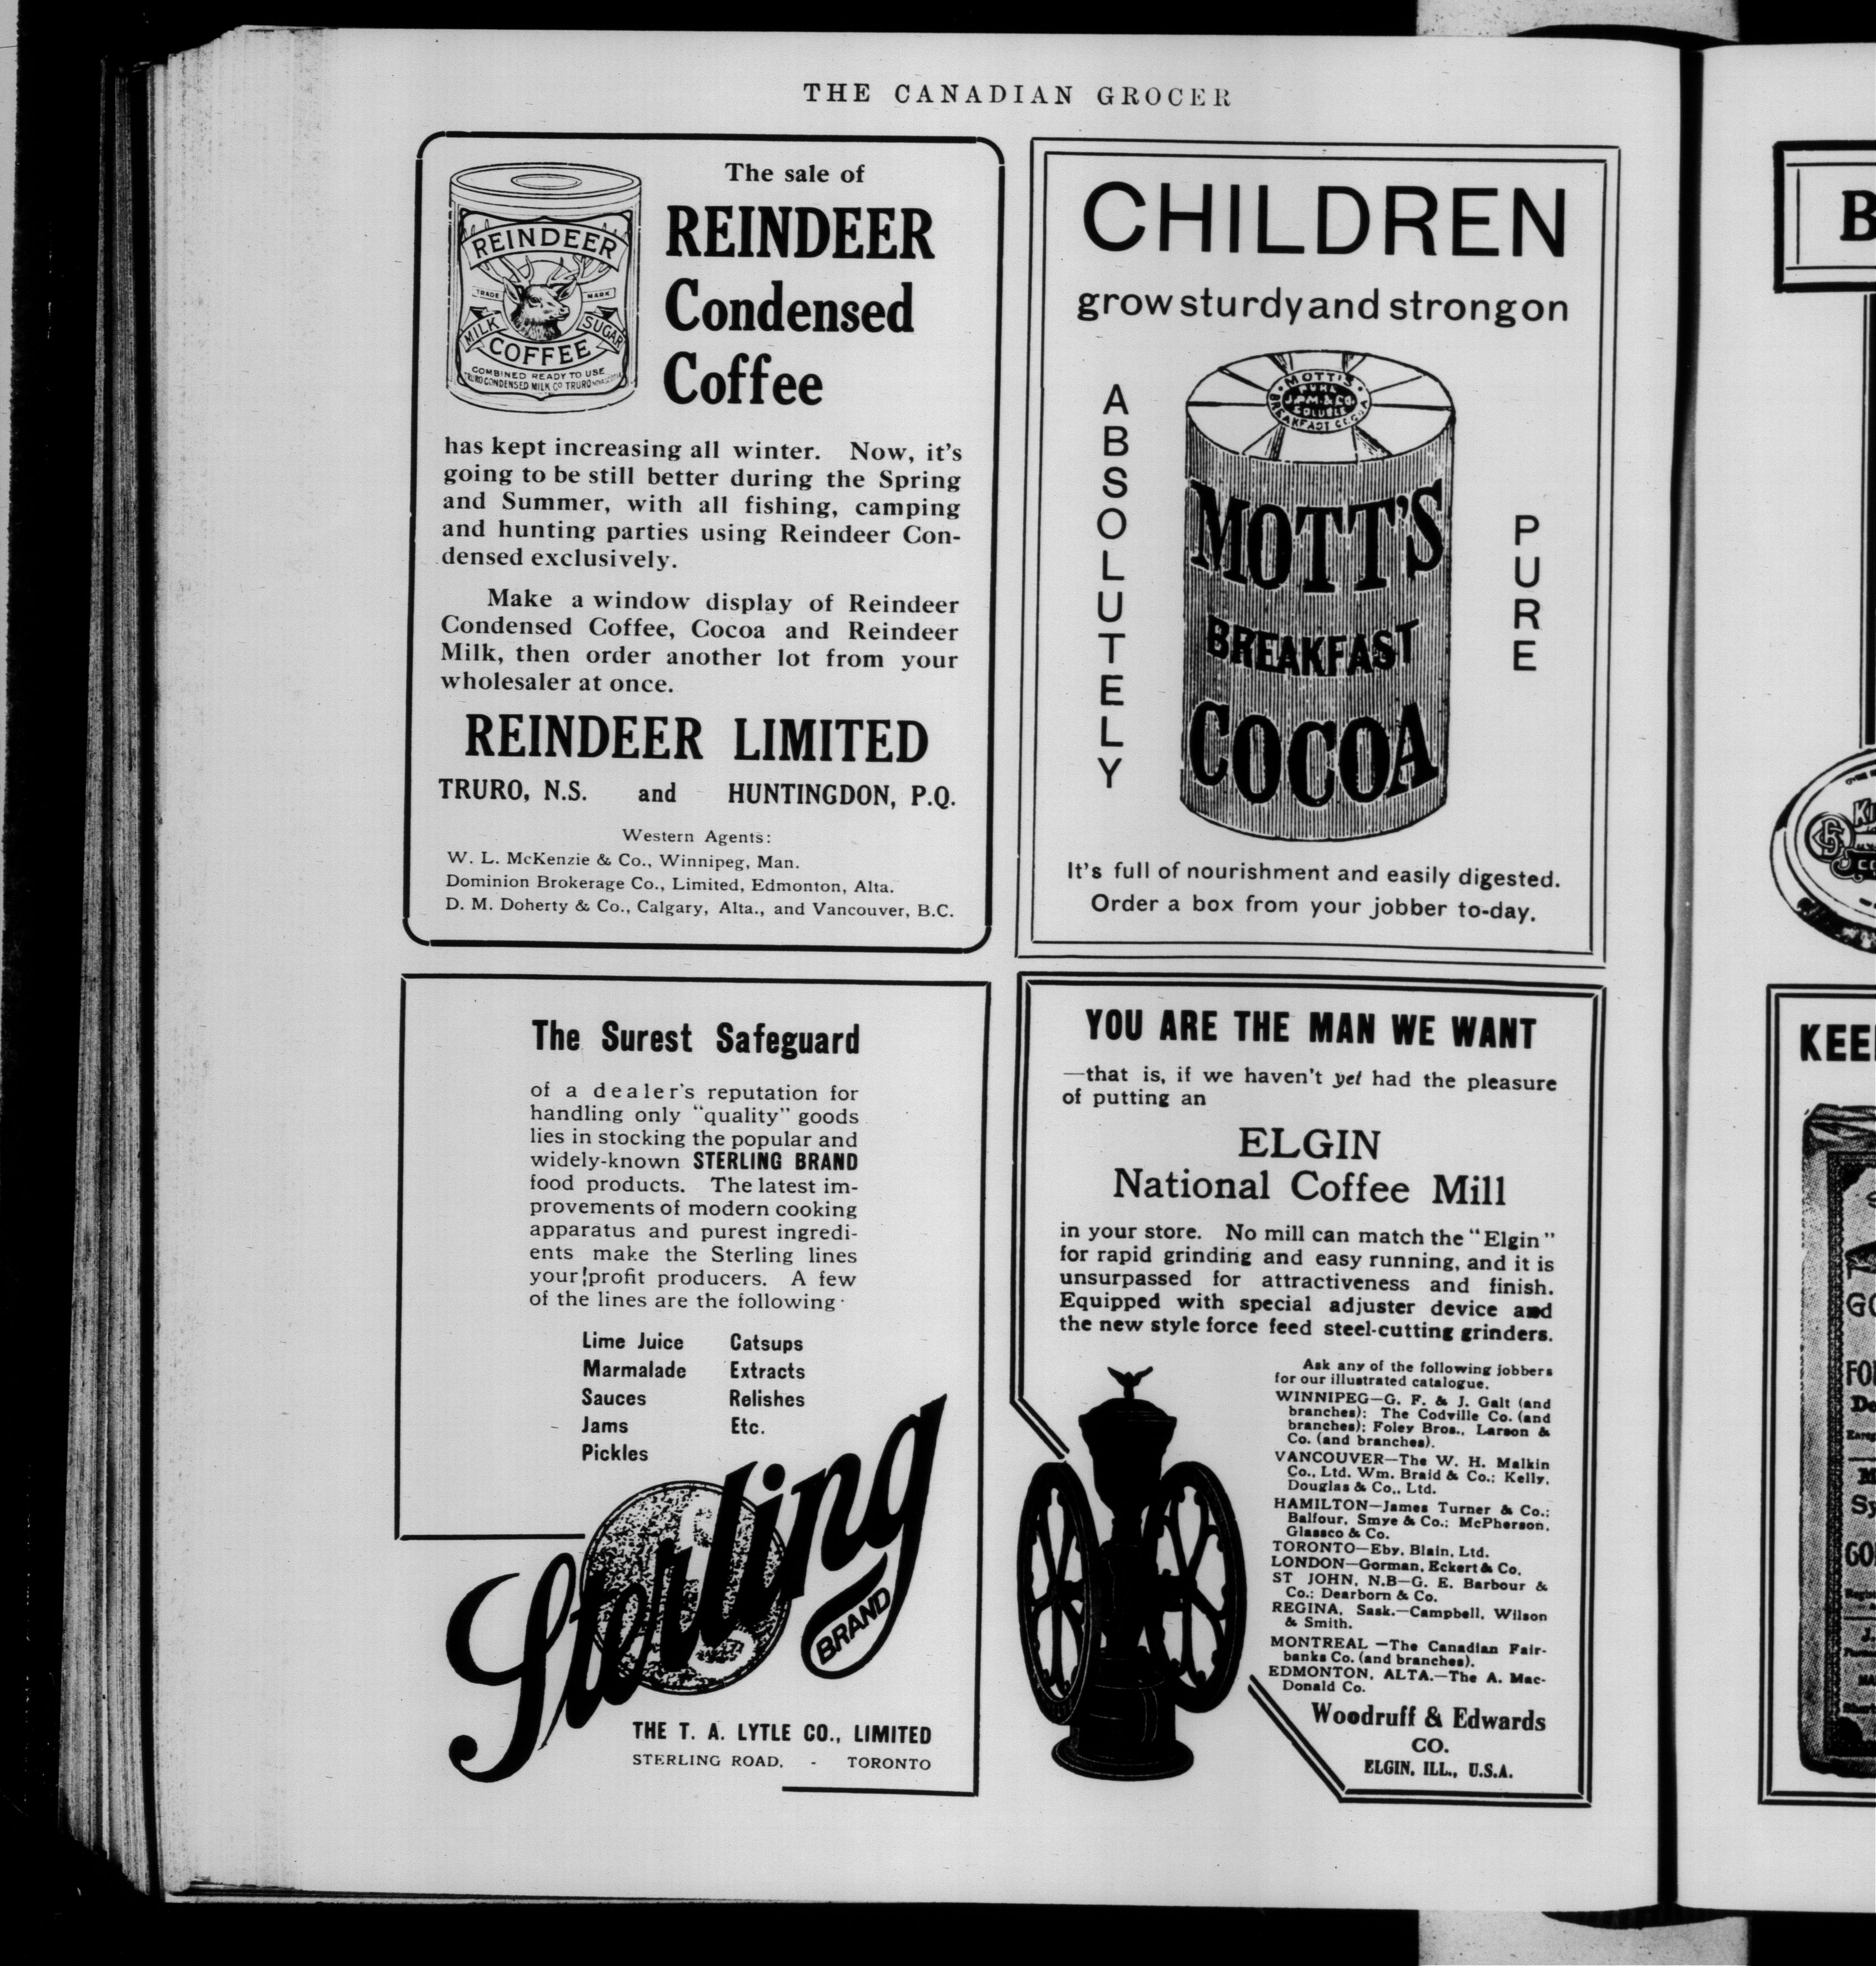 THE CANADIAN GROCER
REINDEER
TRADE MARK
MILK SUGAR
COFFEE
COMBINED READY TO USE
TRURO CONDENSED MILK CO TRURO
The sale of
REINDEER
Condensed
Coffee
has kept increasing all winter. Now, it's
going to be still better during the Spring
and Summer, with all fishing, camping
and hunting parties using Reindeer Con-
densed exclusively.
Make a window display of Reindeer
Condensed Coffee, Cocoa and Reindeer
Milk, then order another lot from your
wholesaler at once.
REINDEER LIMITED
TRURO, N.S. and HUNTINGDON, P.Q.
Western Agents:
W. L. McKenzie & Co., Winnipeg, Man.
Dominion Brokerage Co., Limited, Edmonton, Alta.
D. M. Doherty & Co., Calgary, Alta., and Vancouver, B.C.
CHILDREN
grow sturdy and strong on
ABSOLUTELY
MOTT'S
PURE
J.P.M. & Co.
SOLUBLE
BREAKFAST COCOA
MOTT'S
BREAKFAST
COCOA
PURE
It's full of nourishment and easily digested.
Order a box from your jobber to-day.
The Surest Safeguard
of a dealer's reputation for
handling only "quality" goods
lies in stocking the popular and
widely-known STERLING BRAND
food products. The latest im-
provements of modern cooking
apparatus and purest ingredi-
ents make the Sterling lines
your profit producers. A few
of the lines are the following
Lime Juice Catsups
Marmalade Extracts
Sauces Relishes
Jams Etc.
Pickles
Sterling
BRAND
THE T. A. LYTLE CO., LIMITED
STERLING ROAD, - TORONTO
YOU ARE THE MAN WE WANT
—that is, if we haven't yet had the pleasure
of putting an
ELGIN
National Coffee Mill
in your store. No mill can match the "Elgin"
for rapid grinding and easy running, and it is
unsurpassed for attractiveness and finish.
Equipped with special adjuster device and
the new style force feed steel-cutting grinders.
Ask any of the following jobbers
for our illustrated catalogue.
WINNIPEG—G. F. & J. Galt (and
branches); The Codville Co. (and
branches); Foley Bros., Larson &
Co. (and branches).
VANCOUVER—The W. H. Malkin
Co., Ltd. Wm. Braid & Co.; Kelly,
Douglas & Co., Ltd.
HAMILTON—James Turner & Co.;
Balfour, Smye & Co.; McPherson,
Glassco & Co.
TORONTO—Eby, Blain, Ltd.
LONDON—Gorman, Eckert & Co.
ST JOHN, N.B—G. E. Barbour &
Co.; Dearborn & Co.
REGINA, Sask.—Campbell, Wilson
& Smith.
MONTREAL—The Canadian Fair-
banks Co. (and branches).
EDMONTON, ALTA.—The A. Mac-
Donald Co.
Woodruff & Edwards
CO.
ELGIN, ILL., U.S.A.